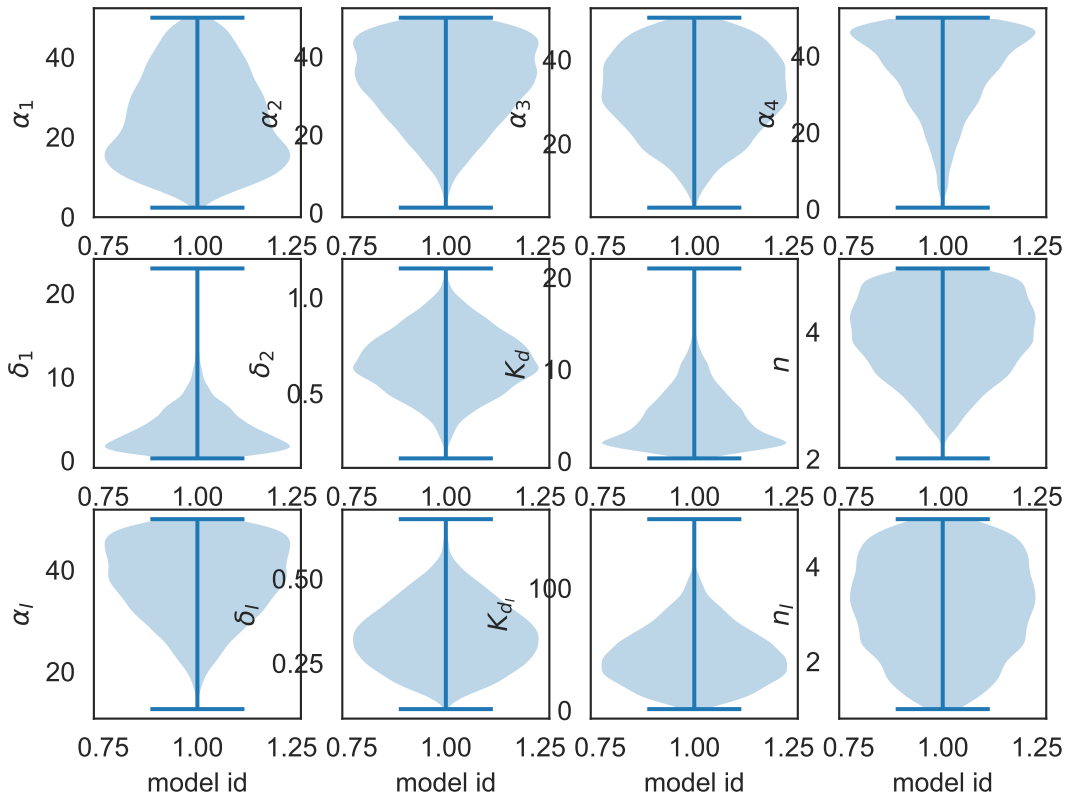 α₁ 40 20 0
α₂ 40 20 0
α₃ 40 20
α₄ 40 20 0
0.75 1.00 1.25 0.75 1.00 1.25 0.75 1.00 1.25 0.75 1.00 1.25
δ₁ 20 10 0
δ₂ 1.0 0.5
K_d 20 10 0
n 4 2
0.75 1.00 1.25 0.75 1.00 1.25 0.75 1.00 1.25 0.75 1.00 1.25
α_I 40 20
δ_I 0.50 0.25
K_{d_I} 100 0
n_I 4 2
0.75 1.00 1.25 0.75 1.00 1.25 0.75 1.00 1.25 0.75 1.00 1.25
model id model id model id model id